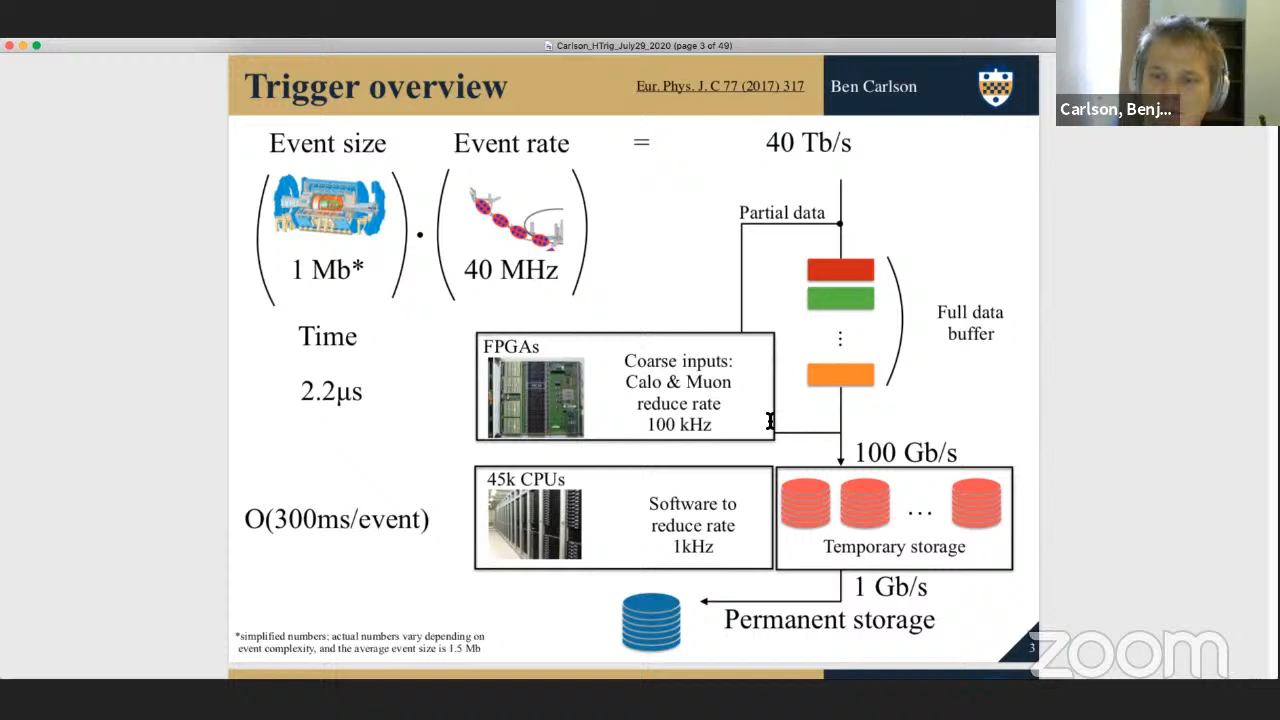 Carlson_HTrig_July29_2020 (page 3 of 49)
Trigger overview
Eur. Phys. J. C 77 (2017) 317
Ben Carlson
Carlson, Benj...
Event size
Event rate
=
40 Tb/s
1 Mb*
·
40 MHz
Partial data
Full data
buffer
Time
2.2μs
FPGAs
Coarse inputs:
Calo & Muon
reduce rate
100 kHz
100 Gb/s
O(300ms/event)
45k CPUs
Software to
reduce rate
1kHz
...
Temporary storage
1 Gb/s
Permanent storage
*simplified numbers; actual numbers vary depending on
event complexity, and the average event size is 1.5 Mb
3
zoom